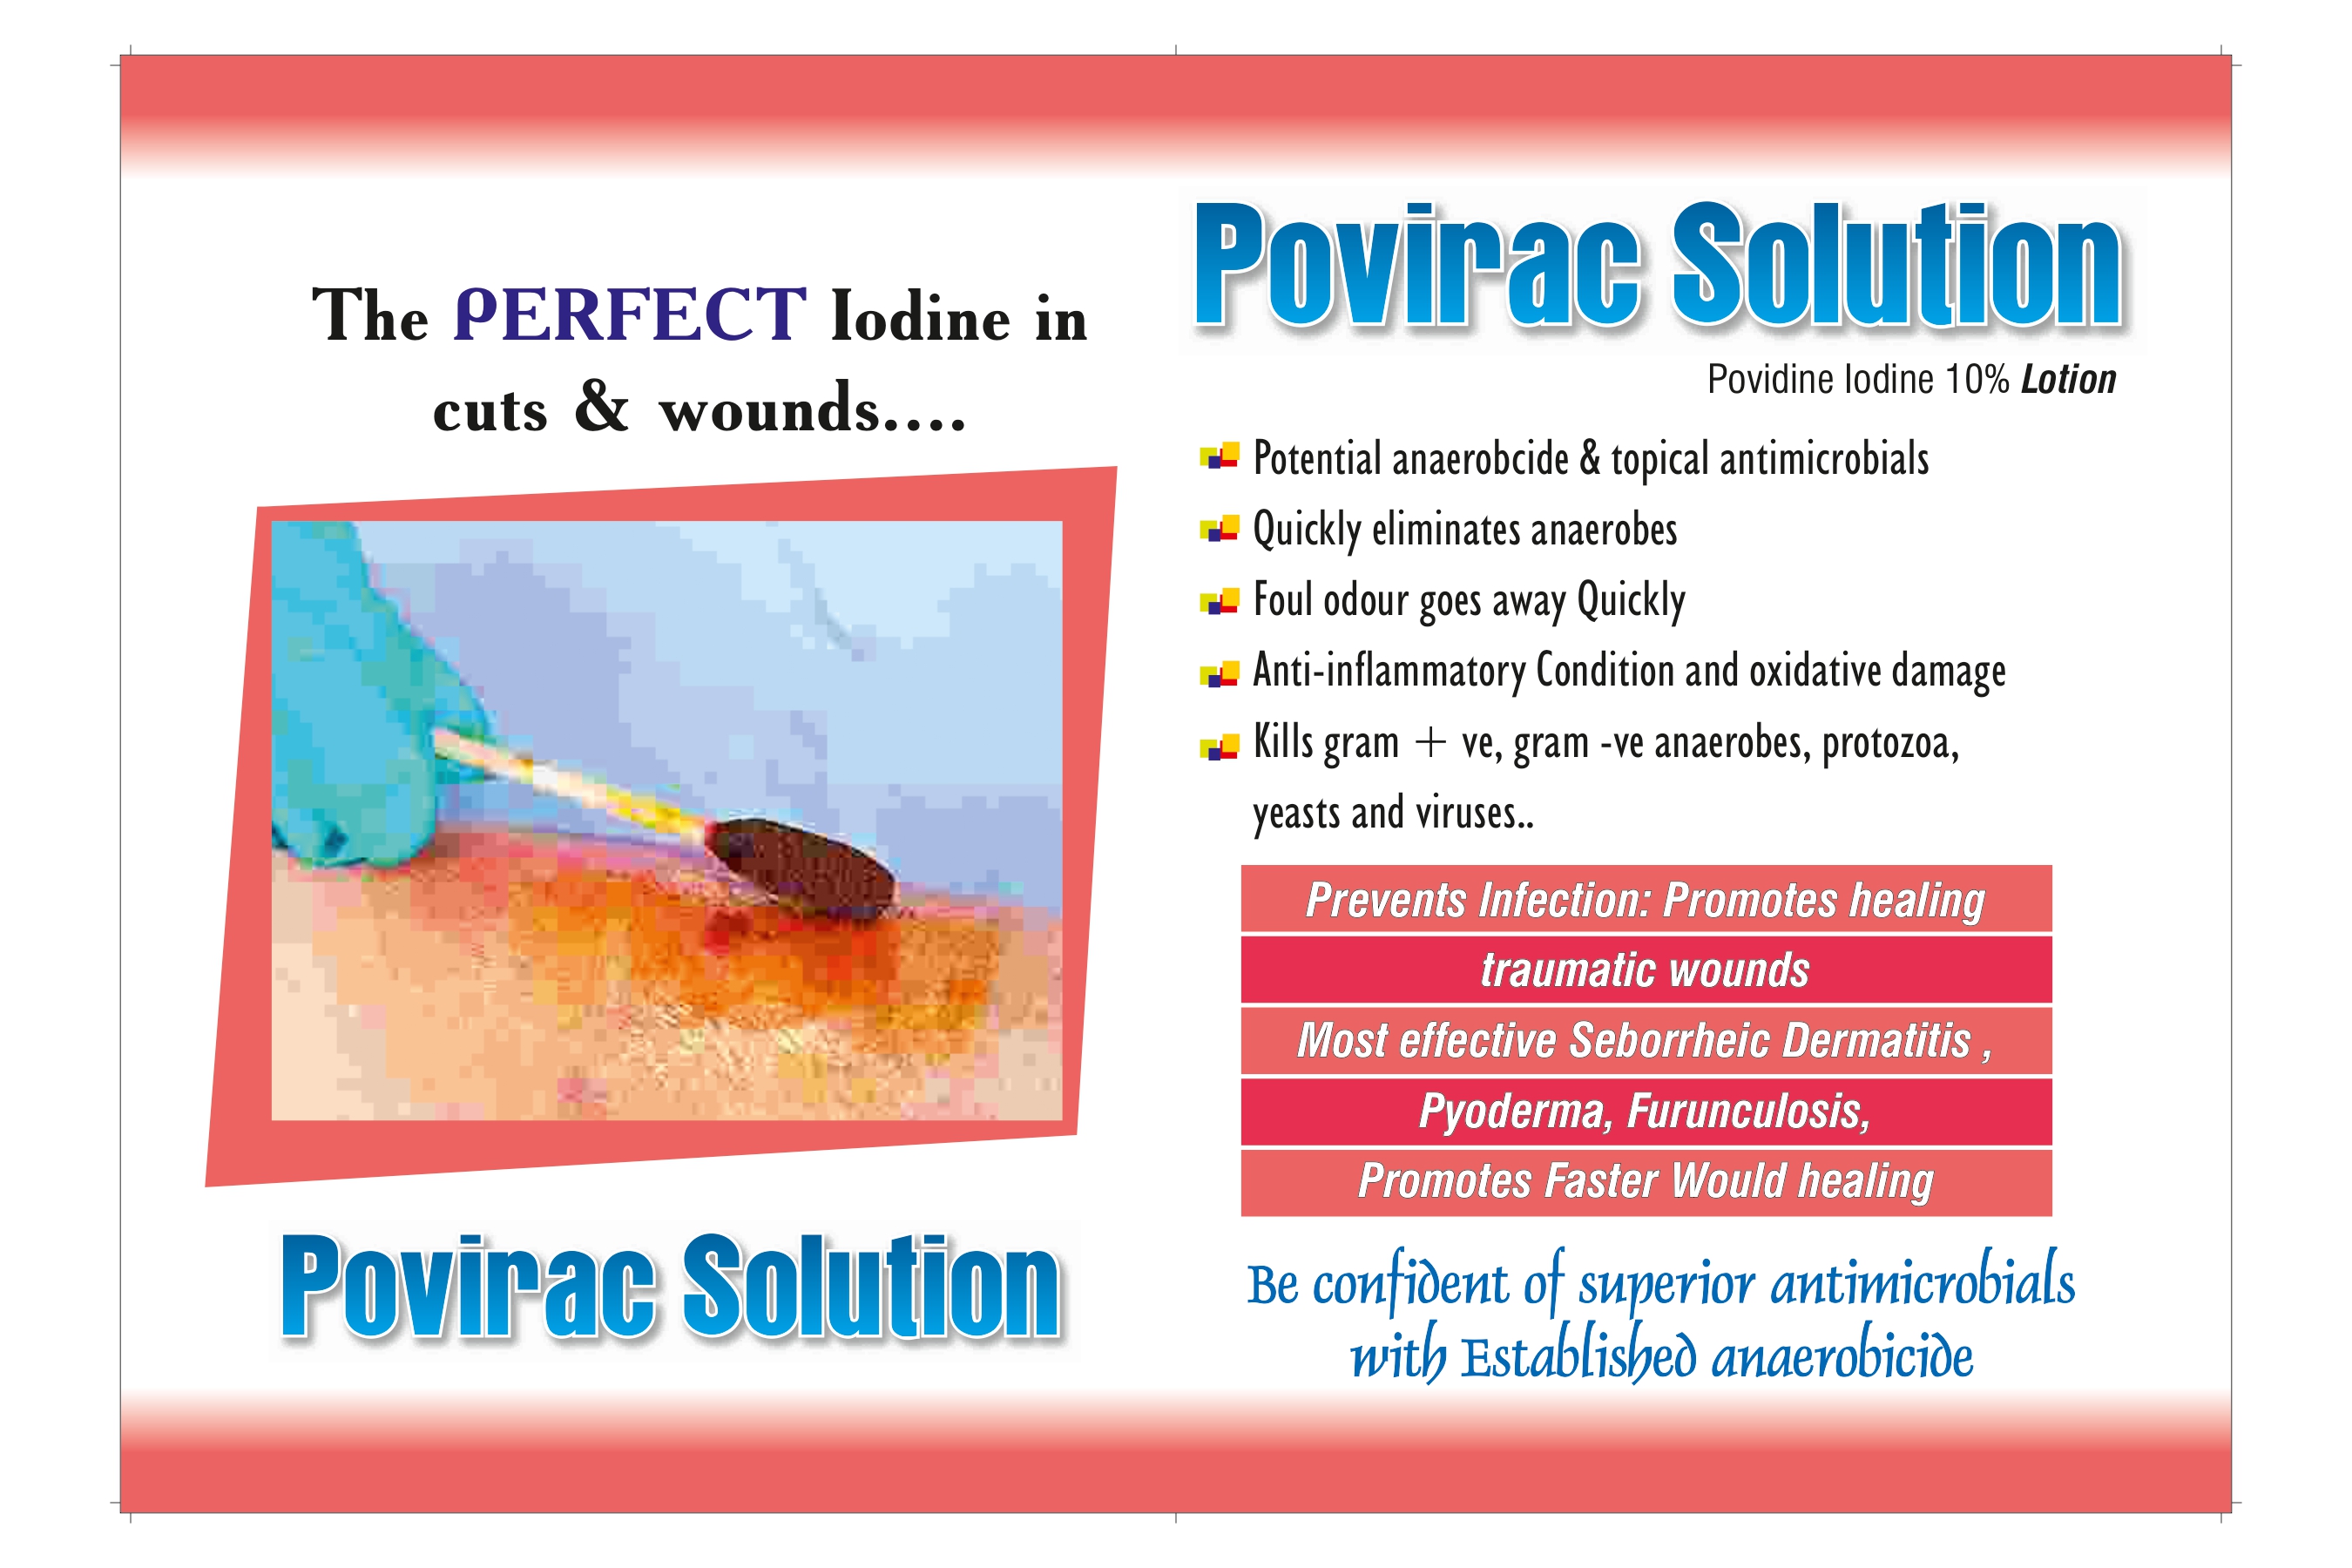 The PERFECT Iodine in
cuts & wounds....
Povirac Solution
Povirac Solution
Povidine Iodine 10% Lotion
Potential anaerobcide & topical antimicrobials
Quickly eliminates anaerobes
Foul odour goes away Quickly
Anti-inflammatory Condition and oxidative damage
Kills gram + ve, gram -ve anaerobes, protozoa,
yeasts and viruses..
Prevents Infection: Promotes healing
traumatic wounds
Most effective Seborrheic Dermatitis ,
Pyoderma, Furunculosis,
Promotes Faster Would healing
Be confident of superior antimicrobials
with Established anaerobicide